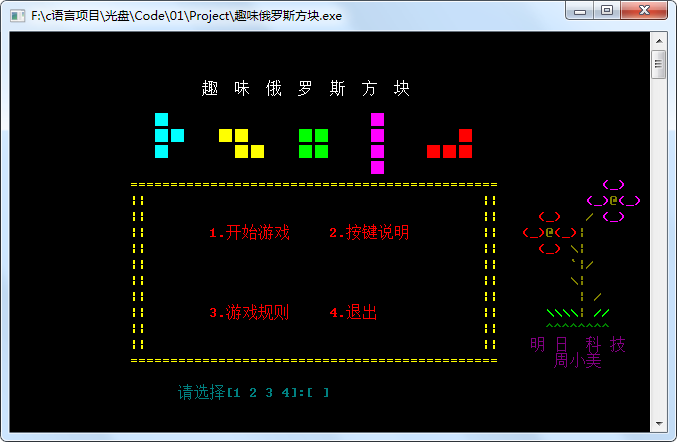 F:\c语言项目\光盘\Code\01\Project\趣味俄罗斯方块.exe
趣 味 俄 罗 斯 方 块
1.开始游戏 2.按键说明
3.游戏规则 4.退出
明 日 科 技
周小美
请选择[1 2 3 4]:[ ]